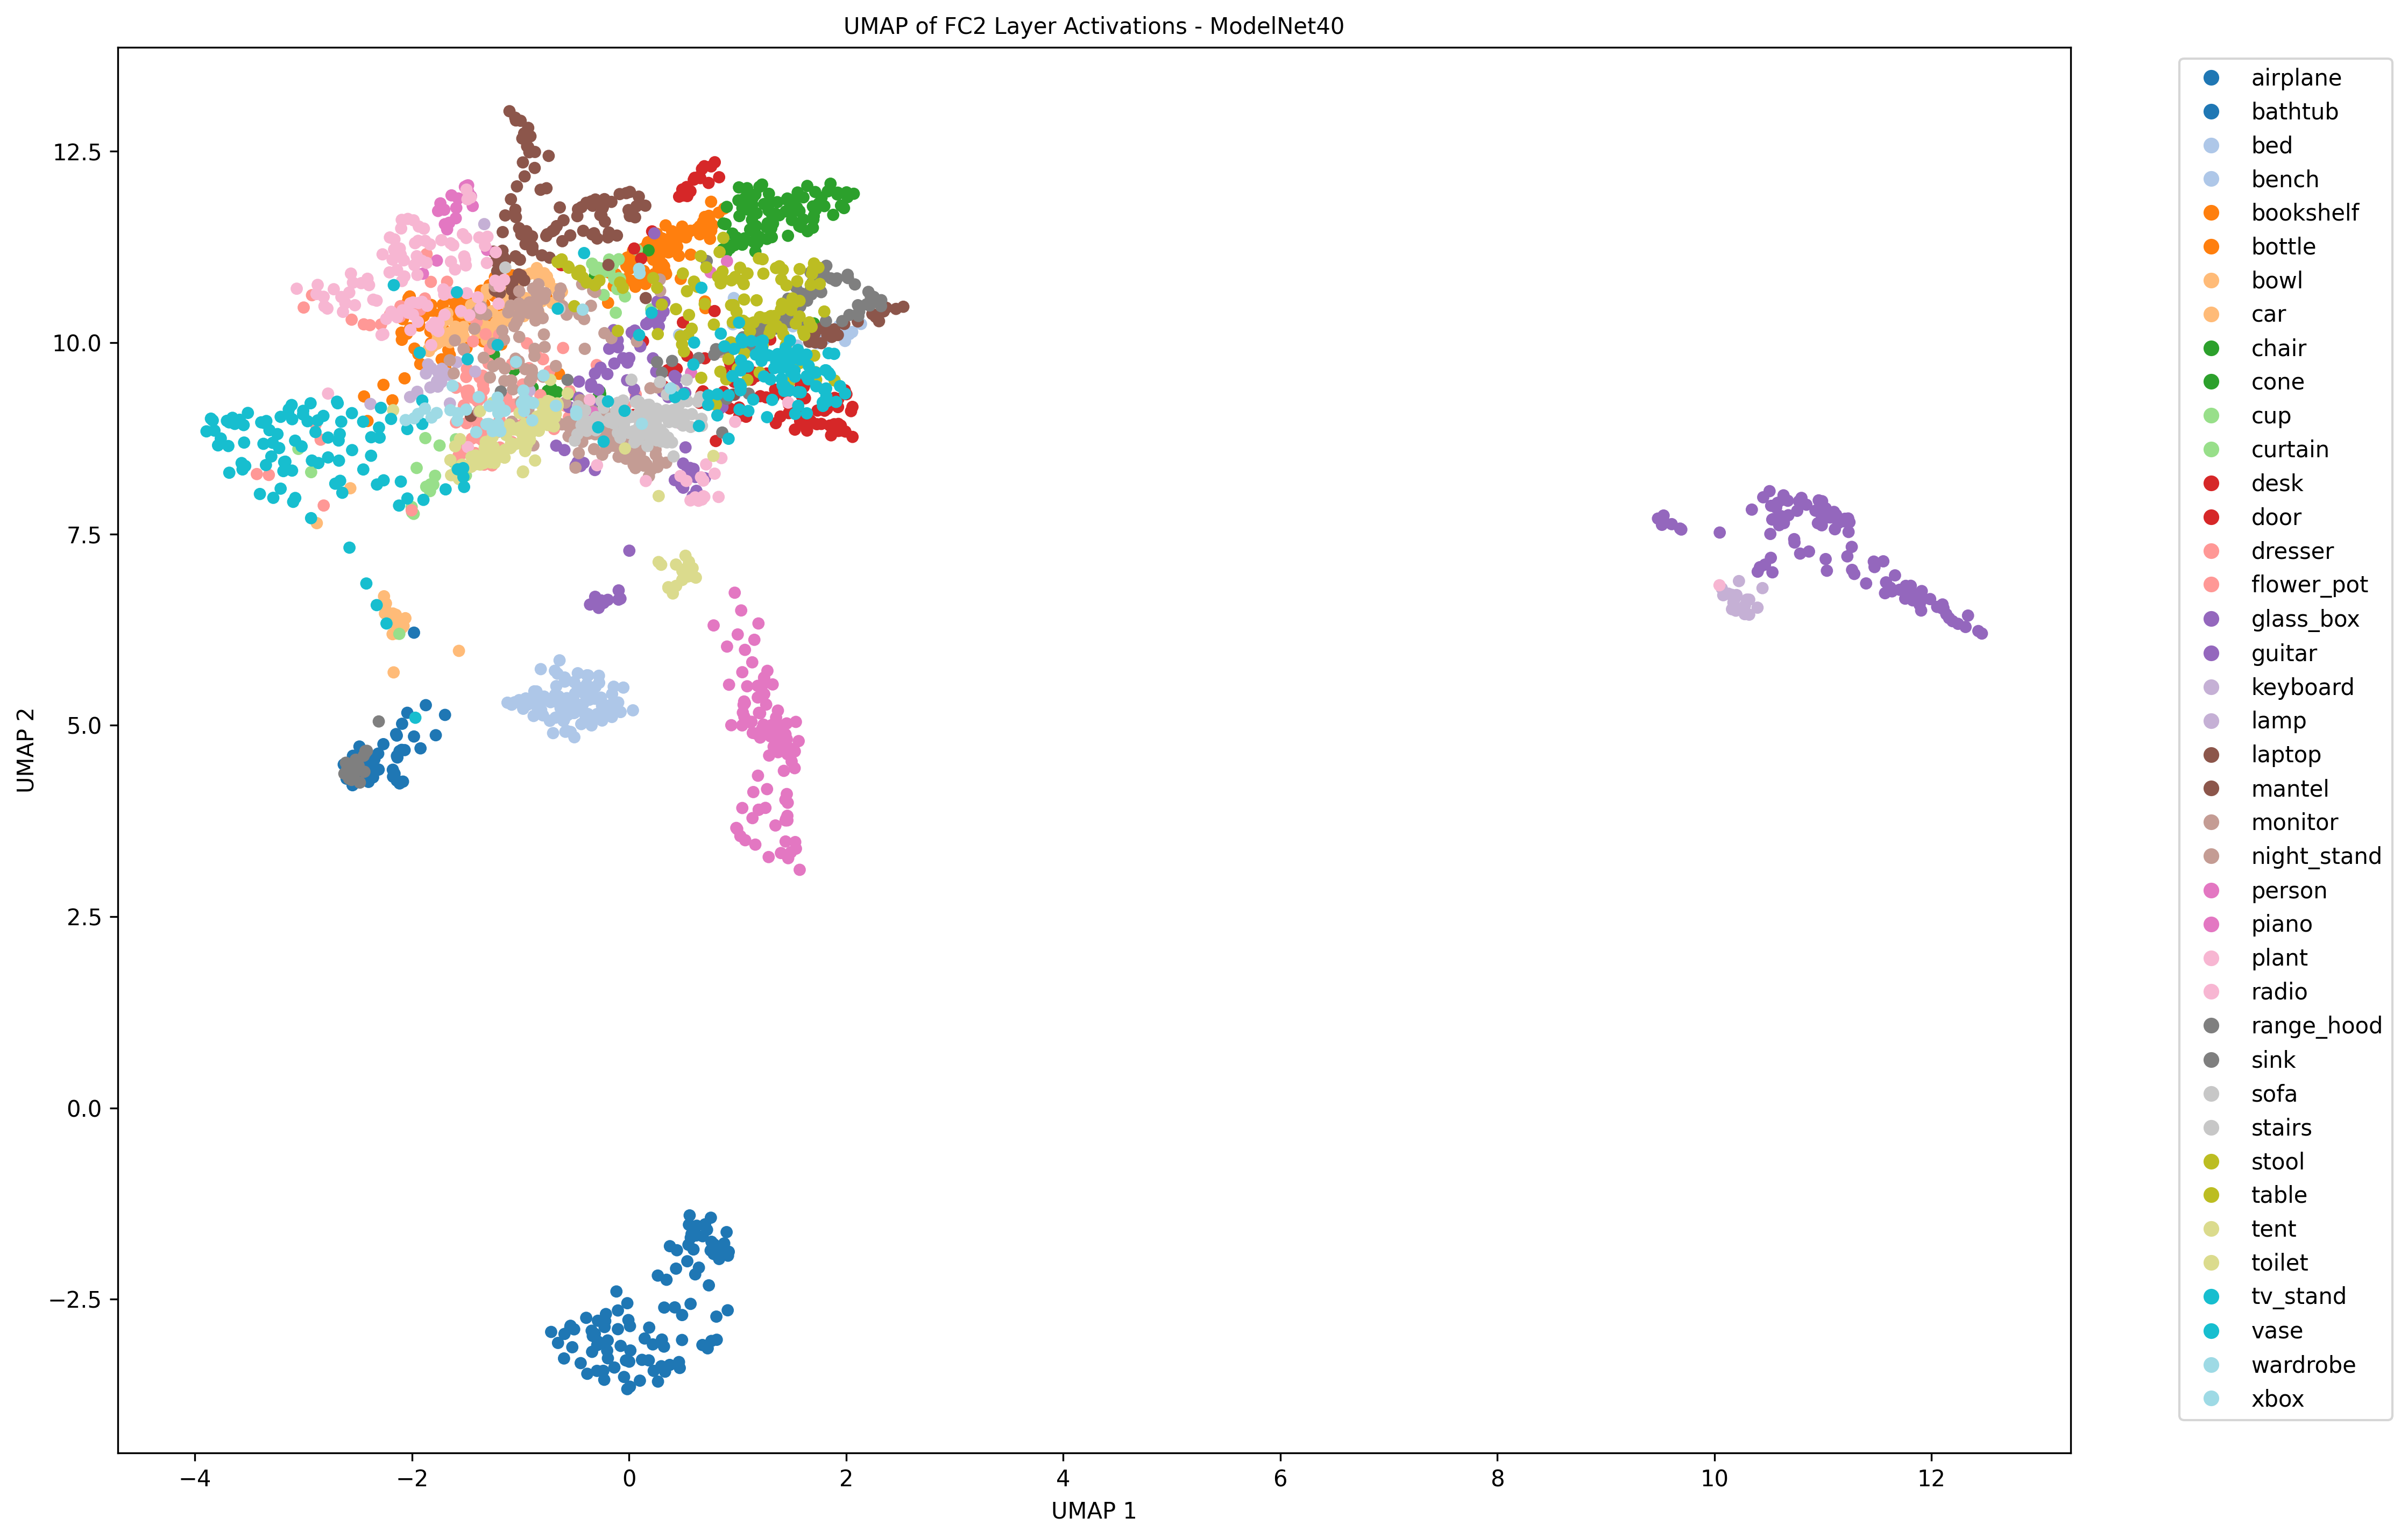 UMAP of FC2 Layer Activations - ModelNet40
12.5
10.0
7.5
5.0
2.5
0.0
−2.5
UMAP 2
−4
−2
0
2
4
6
8
10
12
UMAP 1
airplane
bathtub
bed
bench
bookshelf
bottle
bowl
car
chair
cone
cup
curtain
desk
door
dresser
flower_pot
glass_box
guitar
keyboard
lamp
laptop
mantel
monitor
night_stand
person
piano
plant
radio
range_hood
sink
sofa
stairs
stool
table
tent
toilet
tv_stand
vase
wardrobe
xbox